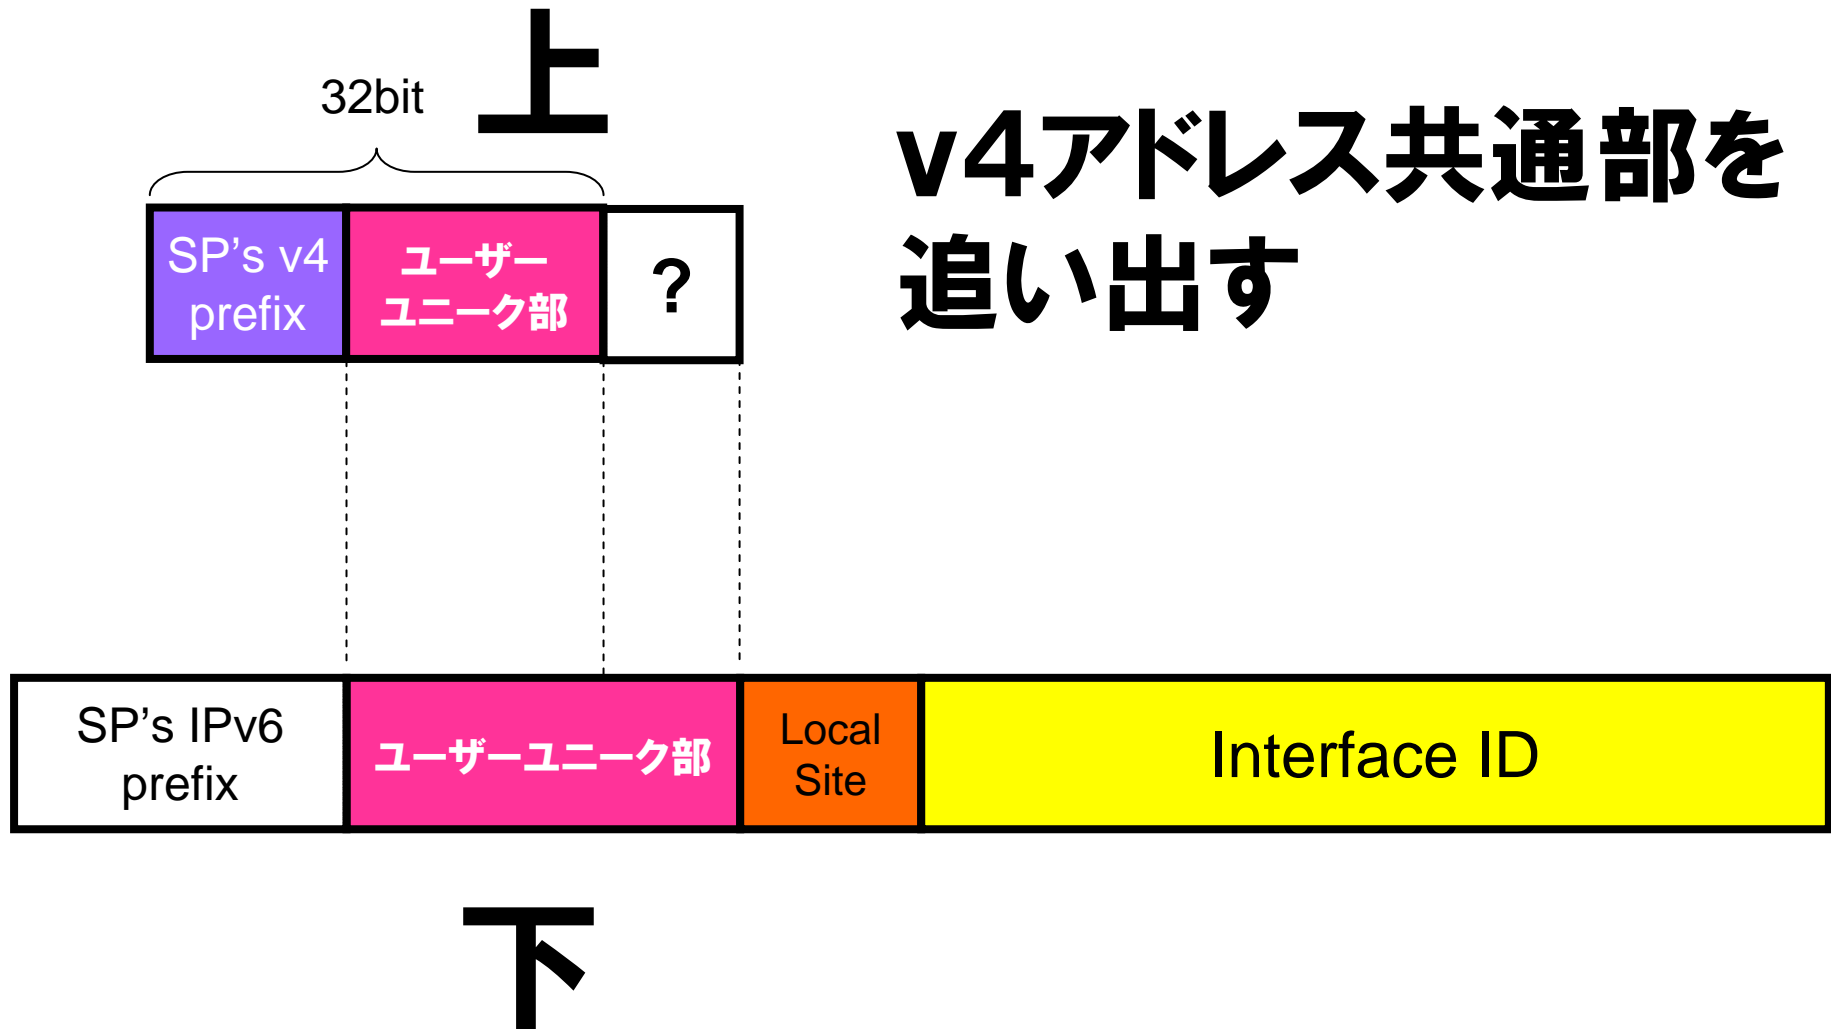 上
32bit
v4アドレス共通部を
追い出す
SP’s v4
prefix
ユーザー
ユニーク部
?
SP’s IPv6
prefix
ユーザーユニーク部
Local
Site
Interface ID
下